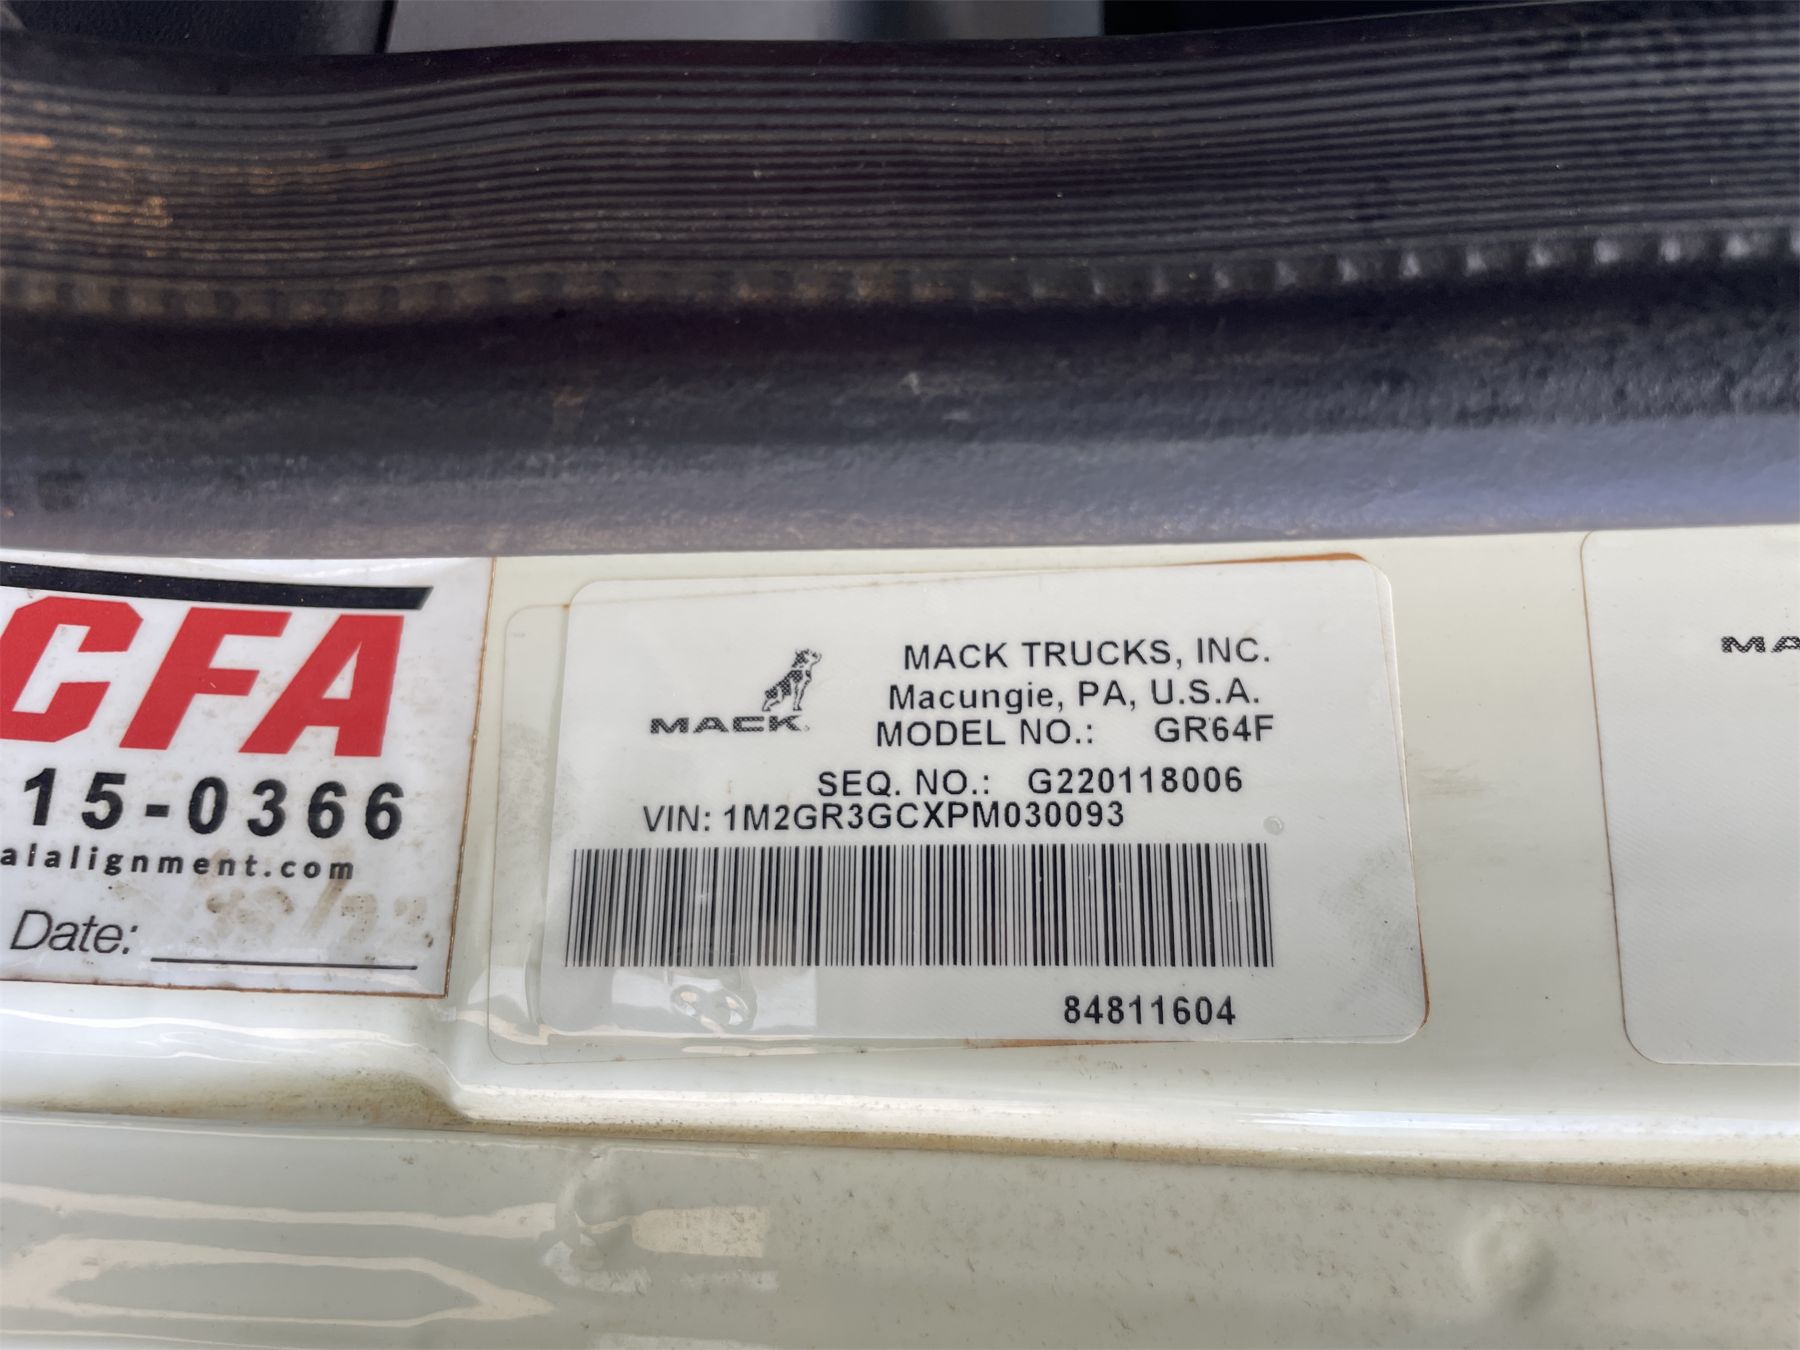 CFA
15-0366
alalignment.com
Date:
MACK
MACK TRUCKS, INC.
Macungie, PA, U.S.A.
MODEL NO.: GR64F
SEQ. NO.: G220118006
VIN: 1M2GR3GCXPM030093
84811604
MA